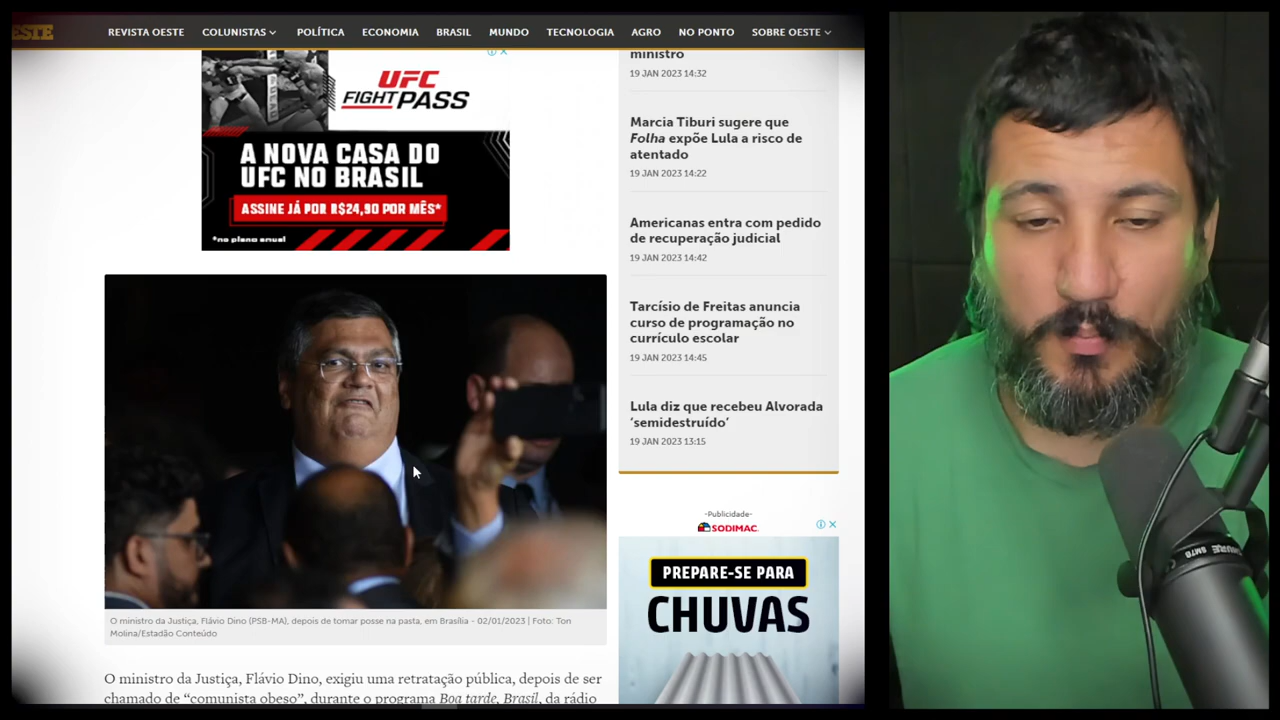 ESTE
REVISTA OESTE COLUNISTAS POLÍTICA ECONOMIA BRASIL MUNDO TECNOLOGIA AGRO NO PONTO SOBRE OESTE
UFC
FIGHT PASS
A NOVA CASA DO
UFC NO BRASIL
ASSINE JÁ POR R$24,90 POR MÊS*
*no plano anual
O ministro da Justiça, Flávio Dino (PSB-MA), depois de tomar posse na pasta, em Brasília - 02/01/2023 | Foto: Ton
Molina/Estadão Conteúdo
O ministro da Justiça, Flávio Dino, exigiu uma retratação pública, depois de ser
chamado de “comunista obeso”, durante o programa Boa tarde, Brasil, da rádio
ministro
19 JAN 2023 14:32
Marcia Tiburi sugere que
Folha expõe Lula a risco de
atentado
19 JAN 2023 14:22
Americanas entra com pedido
de recuperação judicial
19 JAN 2023 14:42
Tarcísio de Freitas anuncia
curso de programação no
currículo escolar
19 JAN 2023 14:45
Lula diz que recebeu Alvorada
‘semidestruído’
19 JAN 2023 13:15
-Publicidade-
SODIMAC
PREPARE-SE PARA
CHUVAS
SHURE SM7B